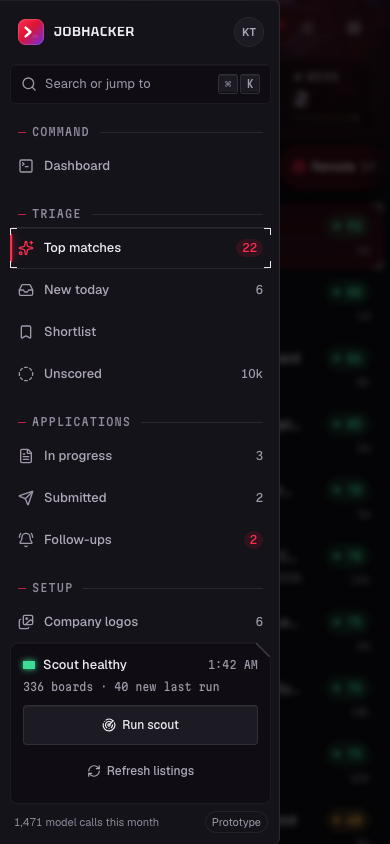 JOBHACKER
KT
Search or jump to
⌘ K
COMMAND
Dashboard
TRIAGE
Top matches 22
New today 6
Shortlist
Unscored 10k
APPLICATIONS
In progress 3
Submitted 2
Follow-ups 2
SETUP
Company logos 6
Scout healthy 1:42 AM
336 boards · 40 new last run
Run scout
Refresh listings
1,471 model calls this month
Prototype